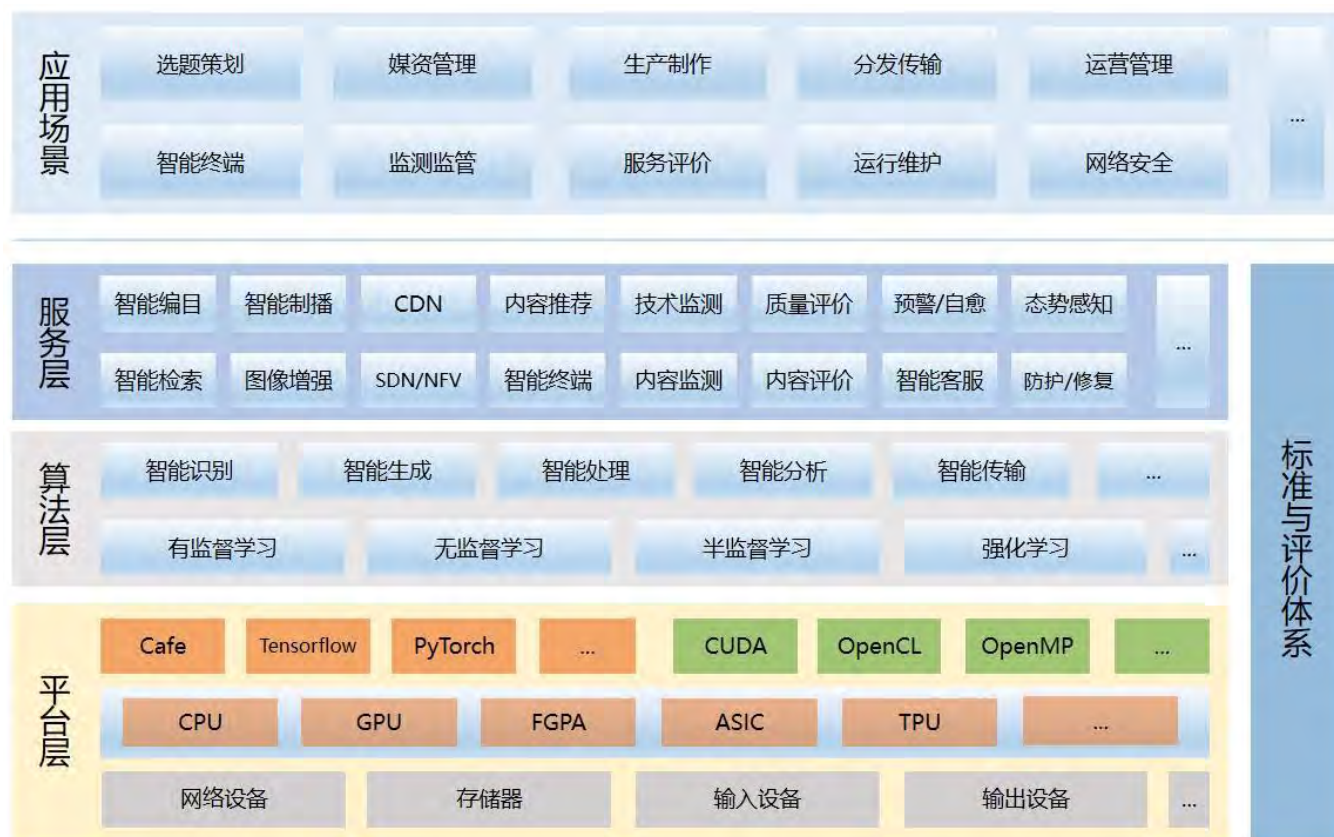 应用场景
选题策划 媒资管理 生产制作 分发传输 运营管理
...
智能终端 监测监管 服务评价 运行维护 网络安全
服务层
智能编目 智能制播 CDN 内容推荐 技术监测 质量评价 预警/自愈 态势感知
...
智能检索 图像增强 SDN/NFV 智能终端 内容监测 内容评价 智能客服 防护/修复
算法层
智能识别 智能生成 智能处理 智能分析 智能传输 ...
有监督学习 无监督学习 半监督学习 强化学习 ...
平台层
Cafe Tensorflow PyTorch ... CUDA OpenCL OpenMP ...
CPU GPU FGPA ASIC TPU ...
网络设备 存储器 输入设备 输出设备 ...
标准与评价体系